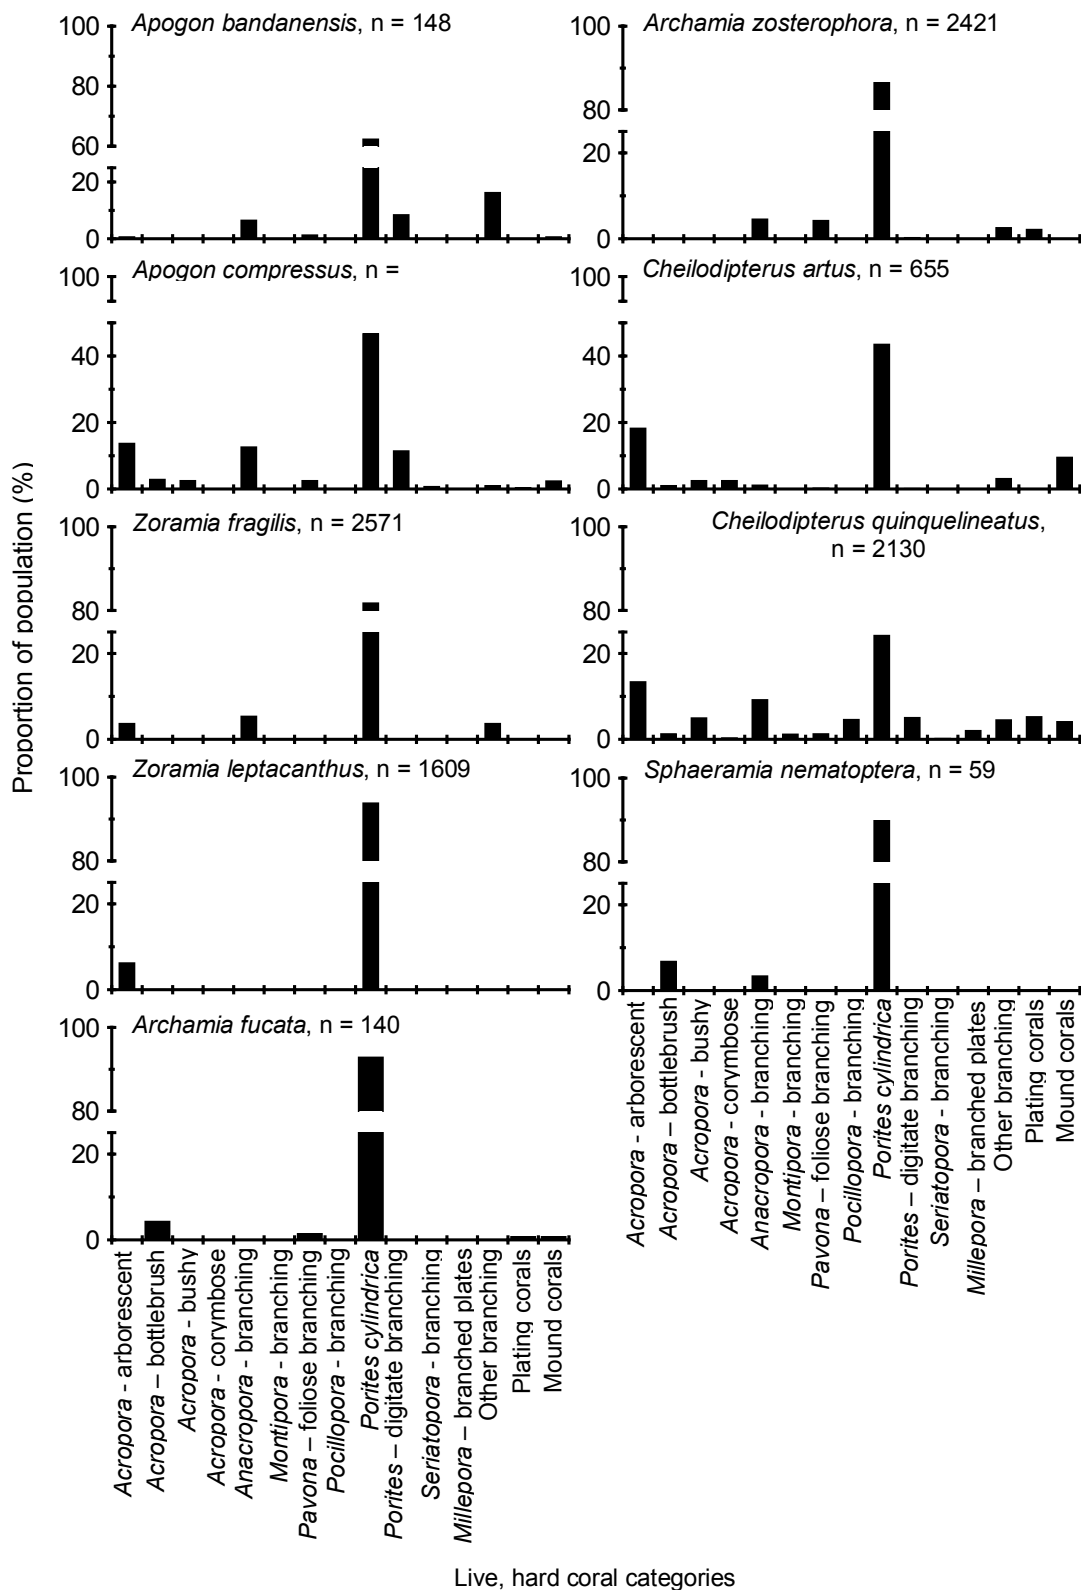 Proportion of population (%)
Apogon bandanensis, n = 148
100
80
60
20
0
Archamia zosterophora, n = 2421
100
80
20
0
Apogon compressus, n =
100
40
20
0
Cheilodipterus artus, n = 655
100
40
20
0
Zoramia fragilis, n = 2571
100
80
20
0
Cheilodipterus quinquelineatus,
n = 2130
100
80
20
0
Zoramia leptacanthus, n = 1609
100
80
20
0
Sphaeramia nematoptera, n = 59
100
80
20
0
Acropora - arborescent
Acropora – bottlebrush
Acropora - bushy
Acropora - corymbose
Anacropora - branching
Montipora - branching
Pavona – foliose branching
Pocillopora - branching
Porites cylindrica
Porites – digitate branching
Seriatopora - branching
Millepora – branched plates
Other branching
Plating corals
Mound corals
Archamia fucata, n = 140
100
80
20
0
Acropora - arborescent
Acropora – bottlebrush
Acropora - bushy
Acropora - corymbose
Anacropora - branching
Montipora - branching
Pavona – foliose branching
Pocillopora - branching
Porites cylindrica
Porites – digitate branching
Seriatopora - branching
Millepora – branched plates
Other branching
Plating corals
Mound corals
Live, hard coral categories